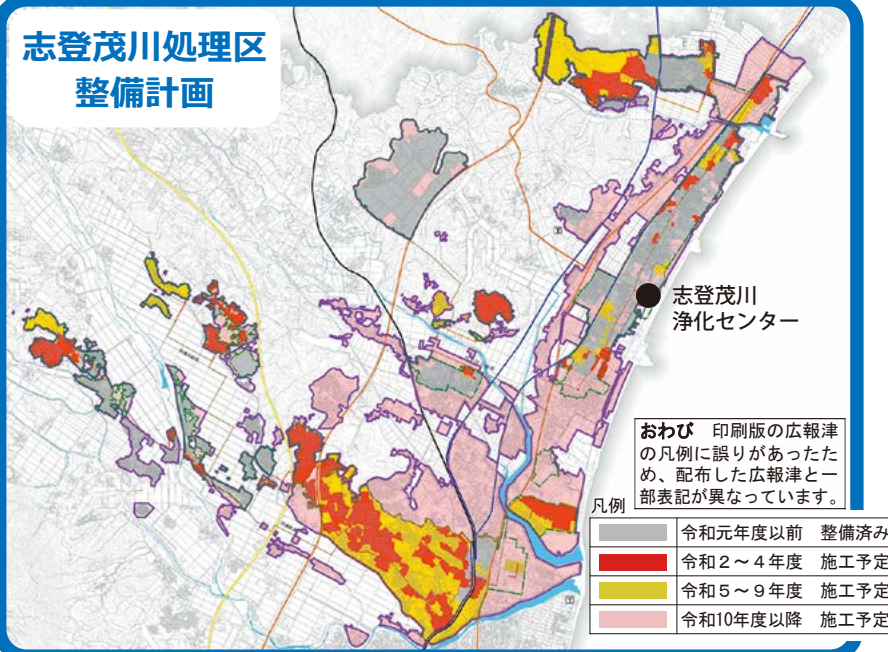 志登茂川処理区
整備計画
志登茂川
浄化センター
おわび 印刷版の広報津
の凡例に誤りがあったため、
配布した広報津と一
部表記が異なっています。
凡例
令和元年度以前 整備済み
令和2~4年度 施工予定
令和5~9年度 施工予定
令和10年度以降 施工予定